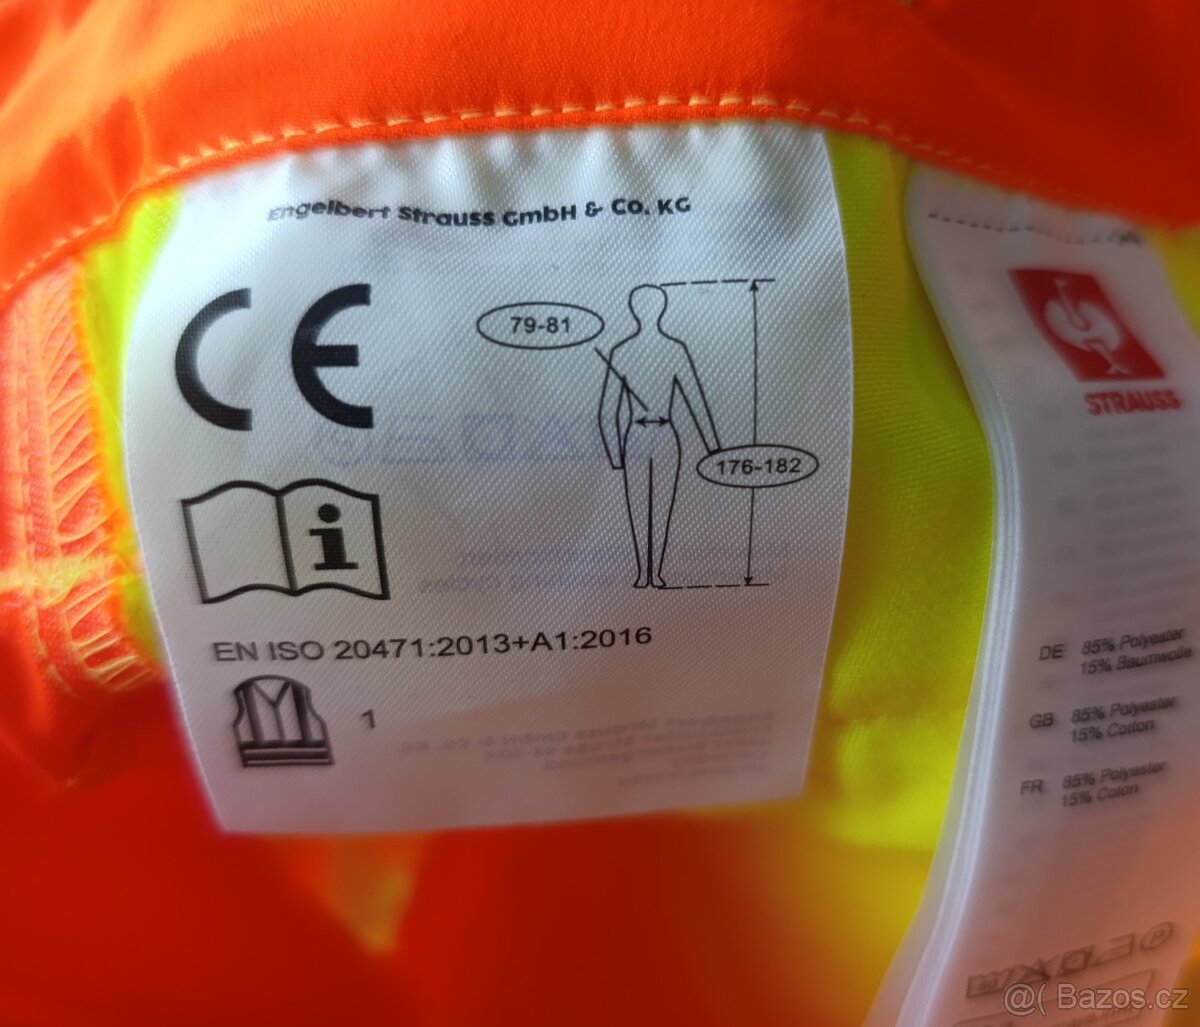 Engelbert Strauss GmbH & Co. KG
CE
79-81
176-182
i
EN ISO 20471:2013+A1:2016
1
STRAUSS
DE 85% Polyester
15% Baumwolle
GB 85% Polyester
15% Cotton
FR 85% Polyester
15% Coton
@( Bazos.cz